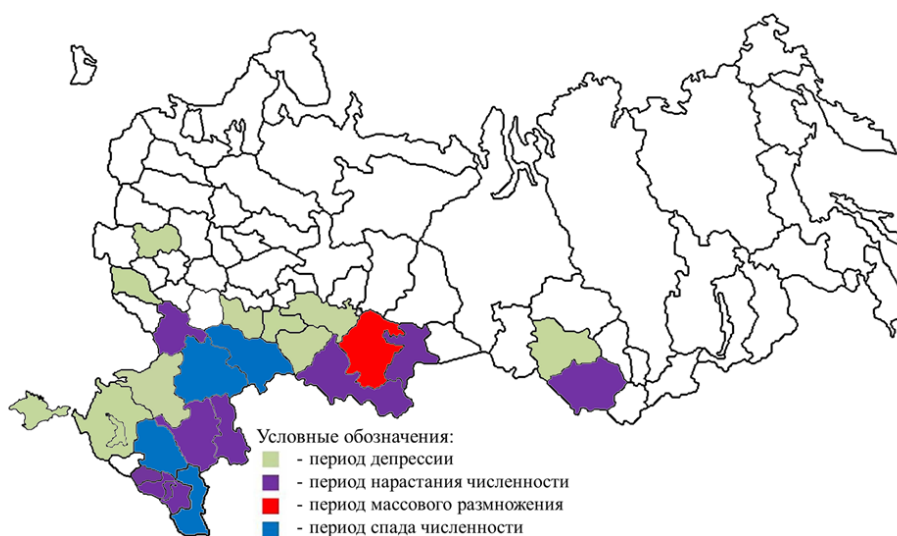 Условные обозначения:
- период депрессии
- период нарастания численности
- период массового размножения
- период спада численности